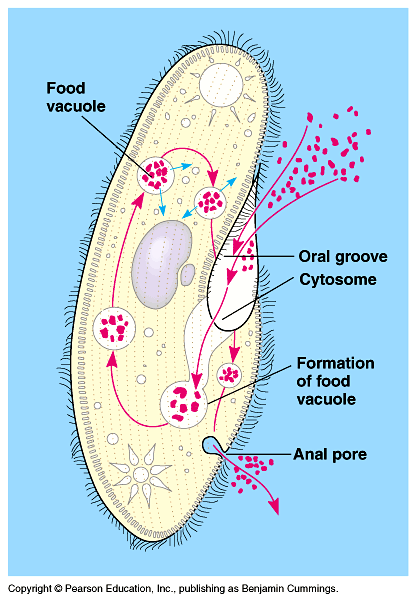 Food
vacuole
Oral groove
Cytosome
Formation
of food
vacuole
Anal pore
Copyright © Pearson Education, Inc., publishing as Benjamin Cummings.